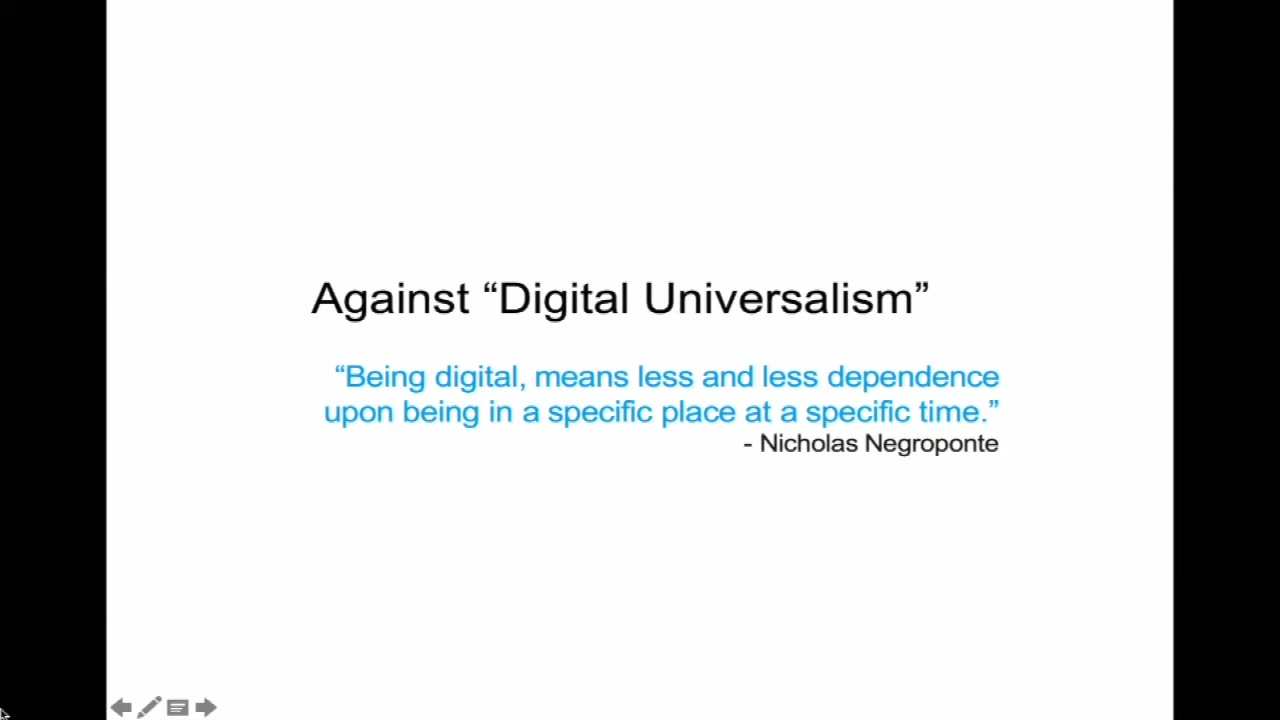 Against “Digital Universalism”
“Being digital, means less and less dependence
upon being in a specific place at a specific time.”
- Nicholas Negroponte